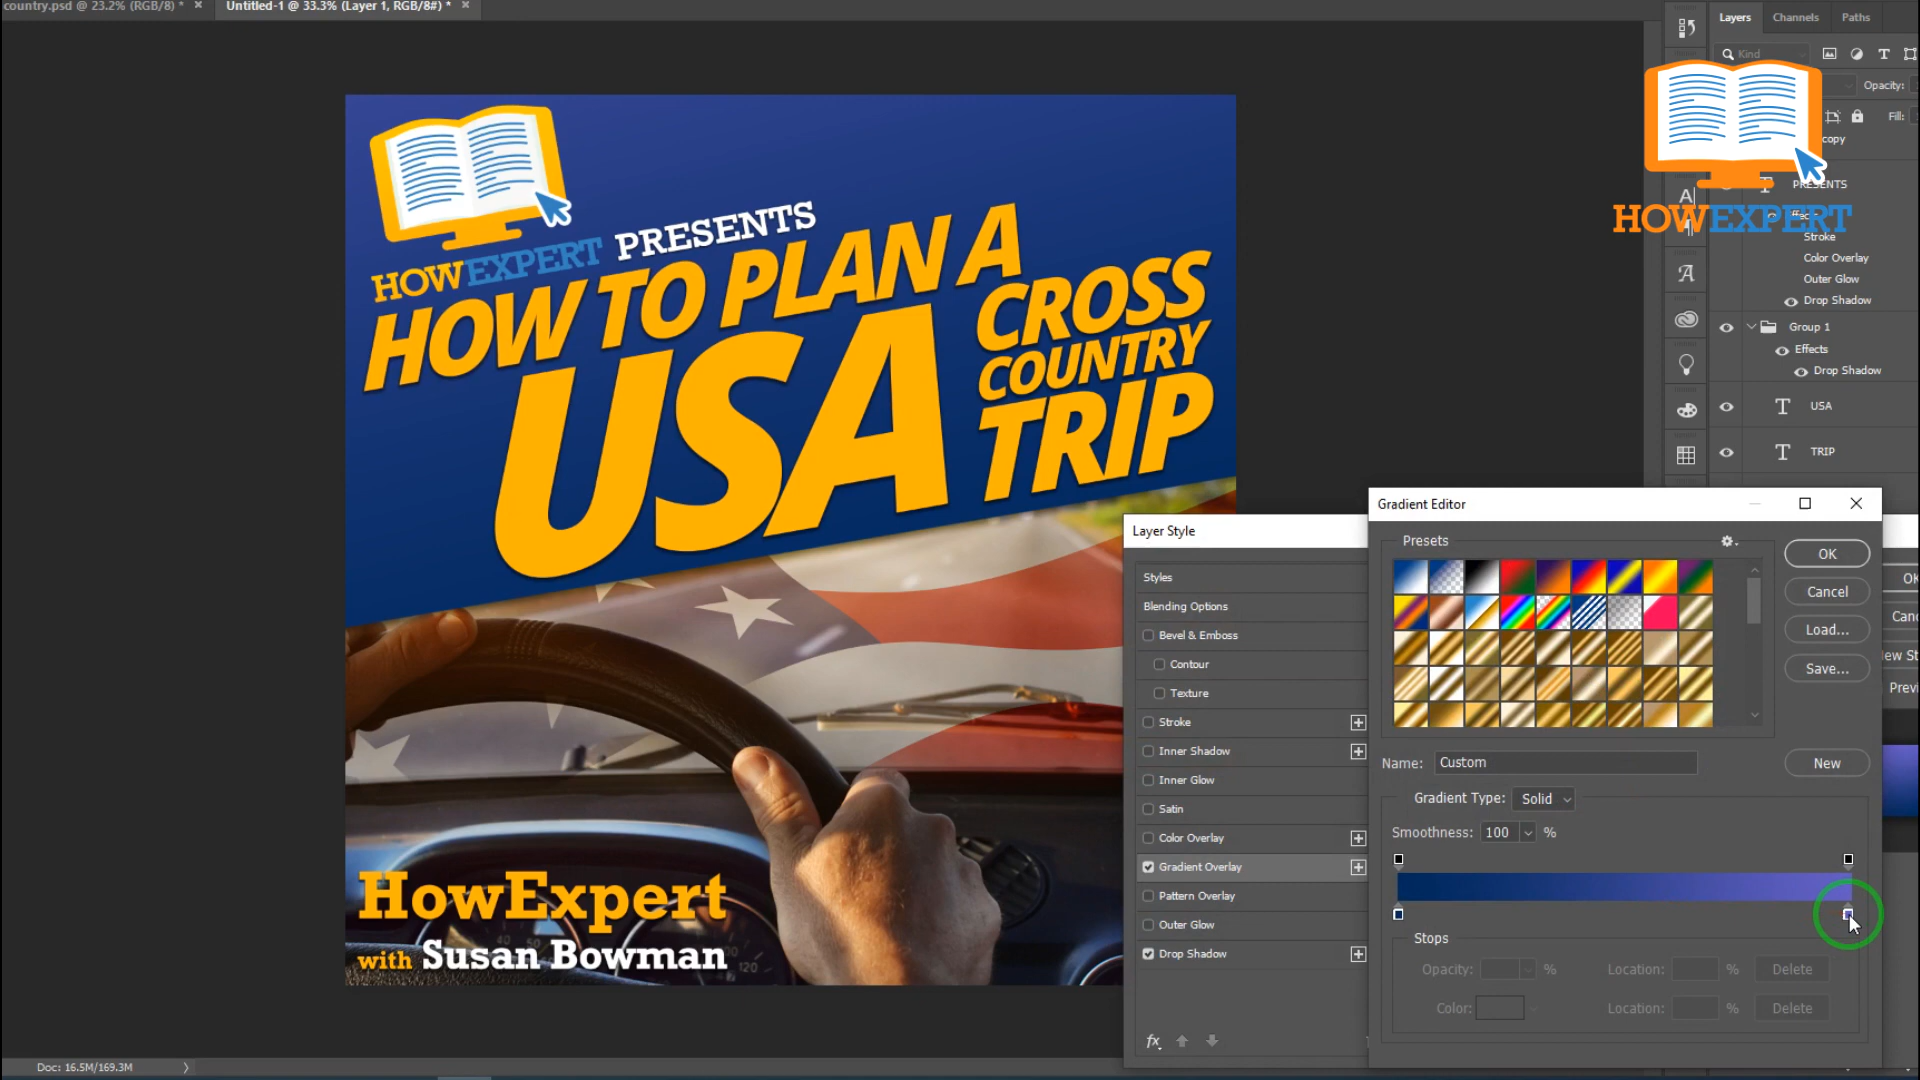 country.psd @ 23.2% (RGB/8) *
Untitled-1 @ 33.3% (Layer 1, RGB/8#) *
Layers Channels Paths
Kind
Opacity:
Fill:
copy
PRESENTS
HOWEXPERT
Stroke
Color Overlay
Outer Glow
Drop Shadow
Group 1
Effects
Drop Shadow
USA
TRIP
HOWEXPERT PRESENTS
HOW TO PLAN A
USA
CROSS
COUNTRY
TRIP
HowExpert
with Susan Bowman
Layer Style
Styles
Blending Options
Bevel & Emboss
Contour
Texture
Stroke
Inner Shadow
Inner Glow
Satin
Color Overlay
Gradient Overlay
Pattern Overlay
Outer Glow
Drop Shadow
fx
Gradient Editor
Presets
OK
Cancel
Load...
Save...
Name: Custom
New
Gradient Type: Solid
Smoothness: 100 %
Stops
Opacity: % Location: % Delete
Color: Location: % Delete
Doc: 16.5M/169.3M